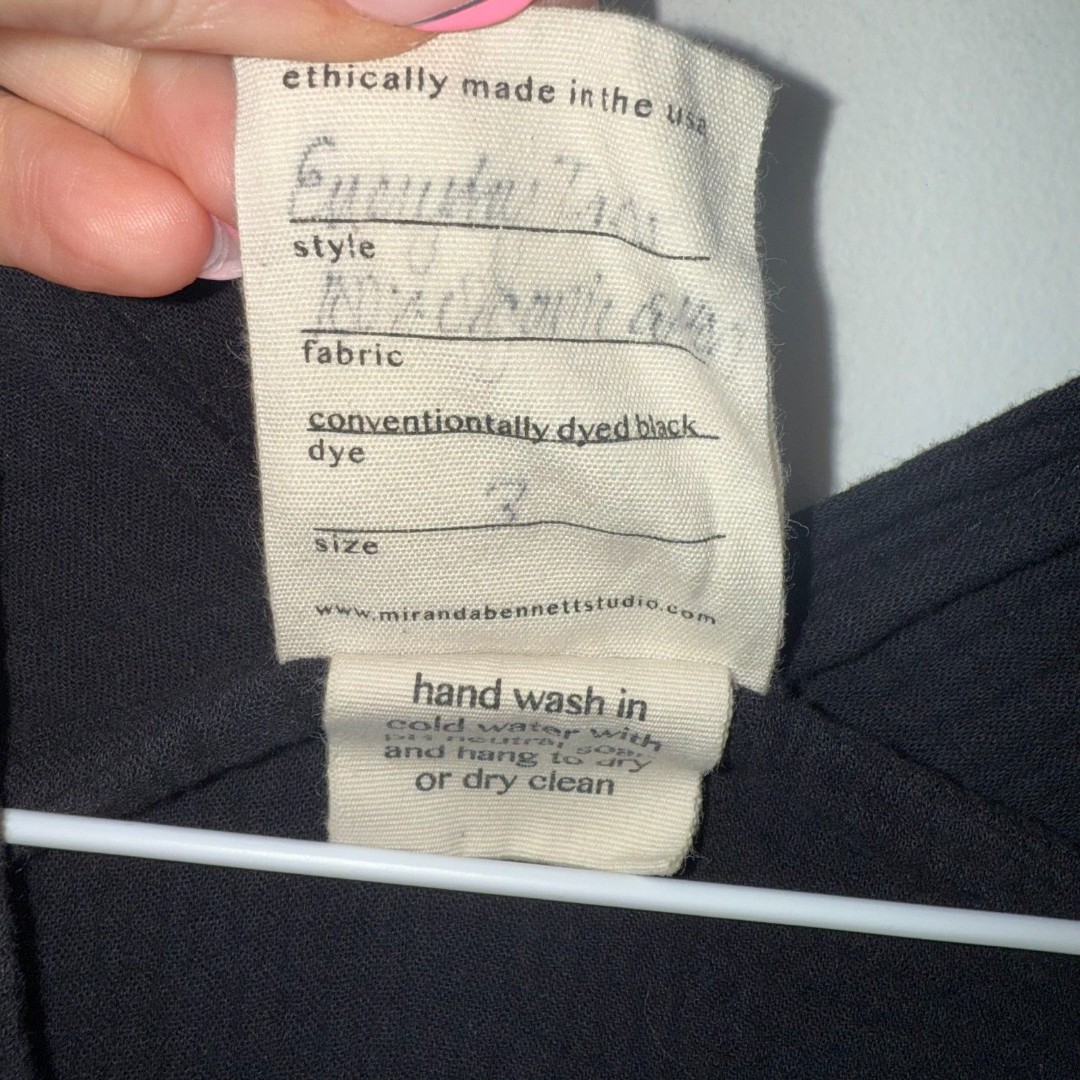 ethically made in the usa
Everyday
style
fabric
conventiontally dyed black
dye
3
size
www.mirandabennettstudio.com
hand wash in
cold water with
pH neutral soap
and hang to dry
or dry clean